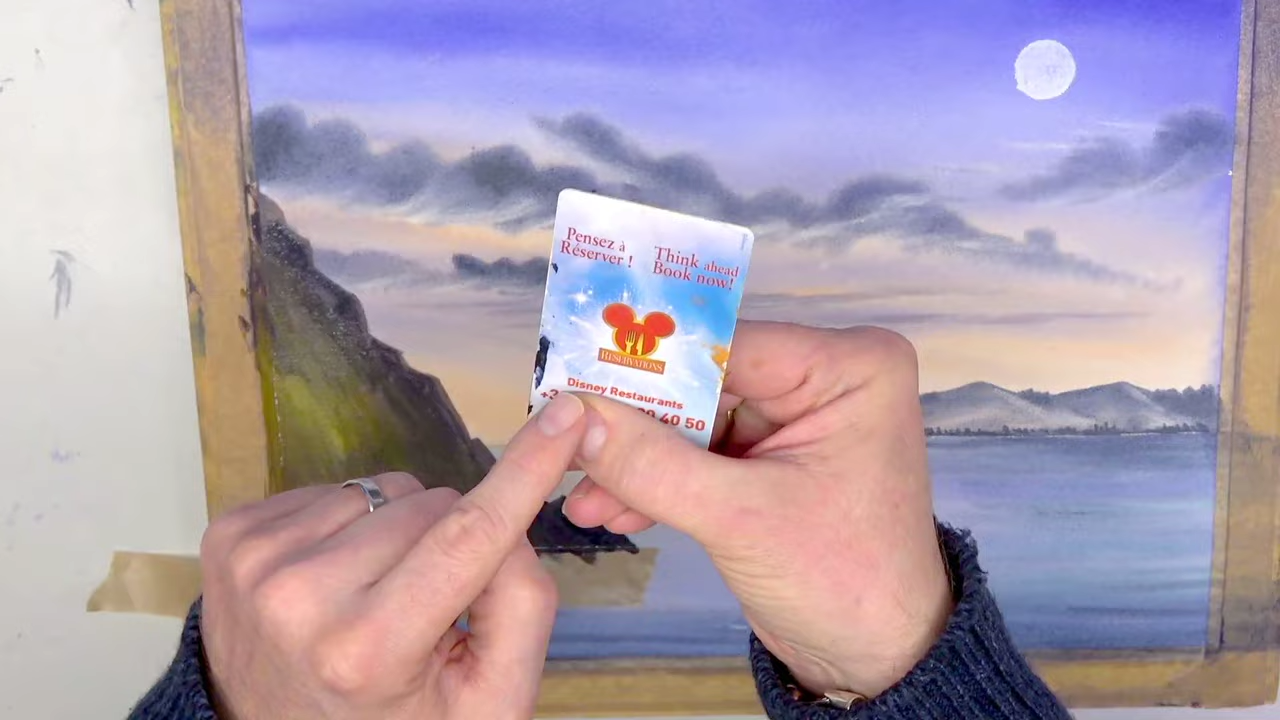 Pensez à
Réserver !
Think ahead
Book now!
RESERVATIONS
Disney Restaurants
40 50